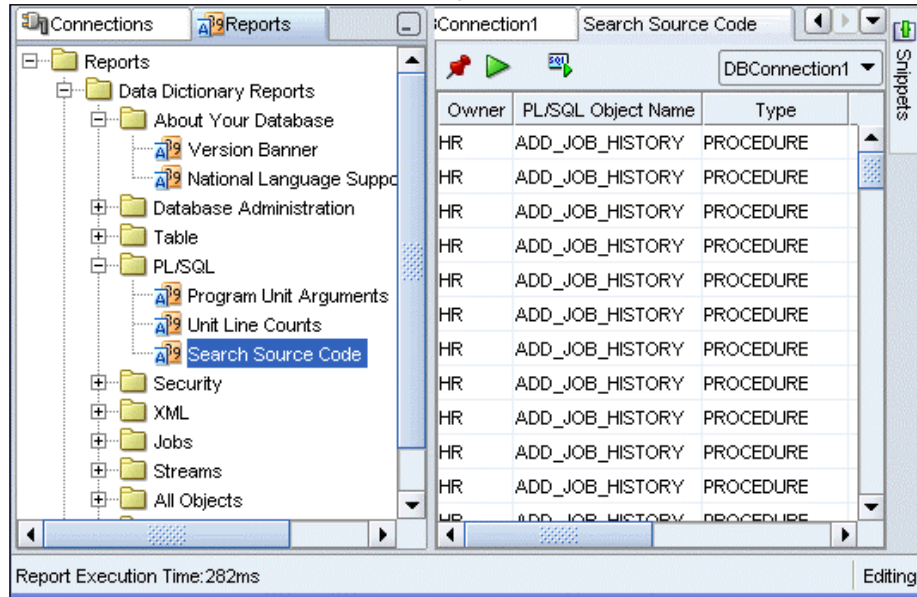 Connections
Reports
:Connection1
Search Source Code
Snippets
Reports
Data Dictionary Reports
About Your Database
Version Banner
National Language Suppo
Database Administration
Table
PL/SQL
Program Unit Arguments
Unit Line Counts
Search Source Code
Security
XML
Jobs
Streams
All Objects
SQL
DBConnection1
Owner PL/SQL Object Name Type
HR ADD_JOB_HISTORY PROCEDURE
HR ADD_JOB_HISTORY PROCEDURE
HR ADD_JOB_HISTORY PROCEDURE
HR ADD_JOB_HISTORY PROCEDURE
HR ADD_JOB_HISTORY PROCEDURE
HR ADD_JOB_HISTORY PROCEDURE
HR ADD_JOB_HISTORY PROCEDURE
HR ADD_JOB_HISTORY PROCEDURE
HR ADD_JOB_HISTORY PROCEDURE
HR ADD_JOB_HISTORY PROCEDURE
HR ADD_JOB_HISTORY PROCEDURE
HR ADD_JOB_HISTORY PROCEDURE
Report Execution Time:282ms
Editing